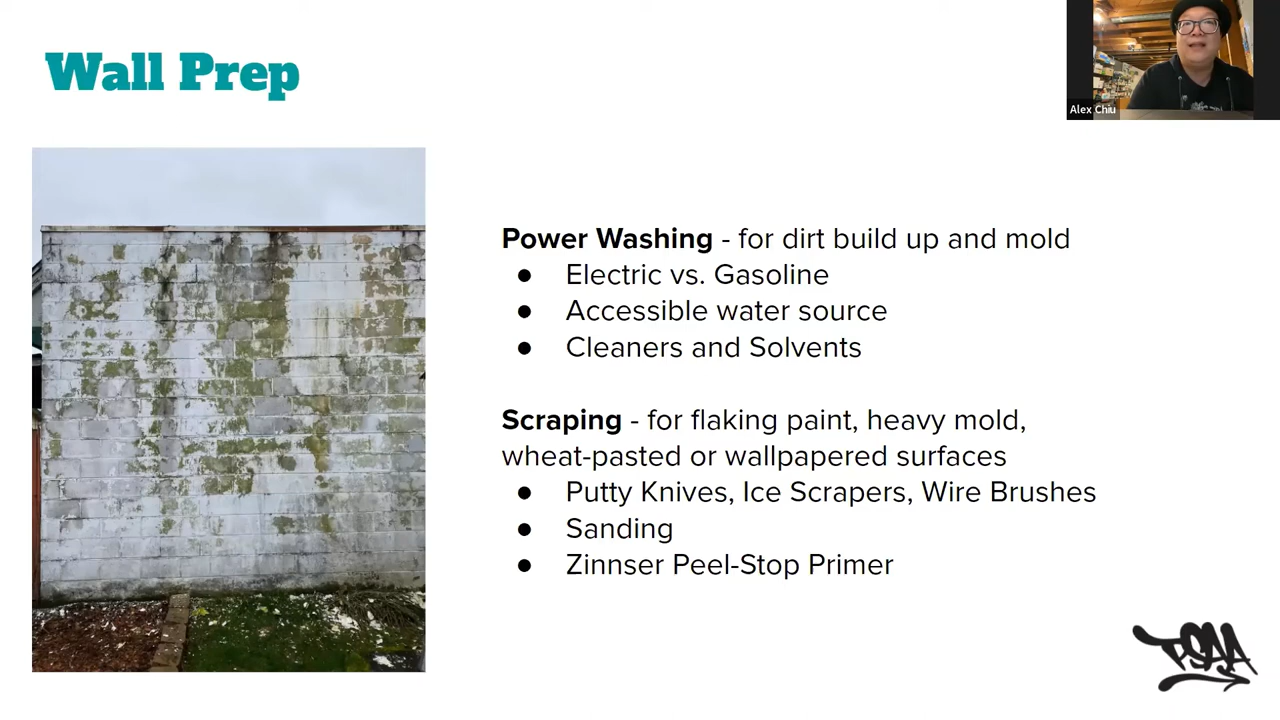 Wall Prep
Alex Chiu
Power Washing - for dirt build up and mold
● Electric vs. Gasoline
● Accessible water source
● Cleaners and Solvents
Scraping - for flaking paint, heavy mold,
wheat-pasted or wallpapered surfaces
● Putty Knives, Ice Scrapers, Wire Brushes
● Sanding
● Zinnser Peel-Stop Primer
PSAA